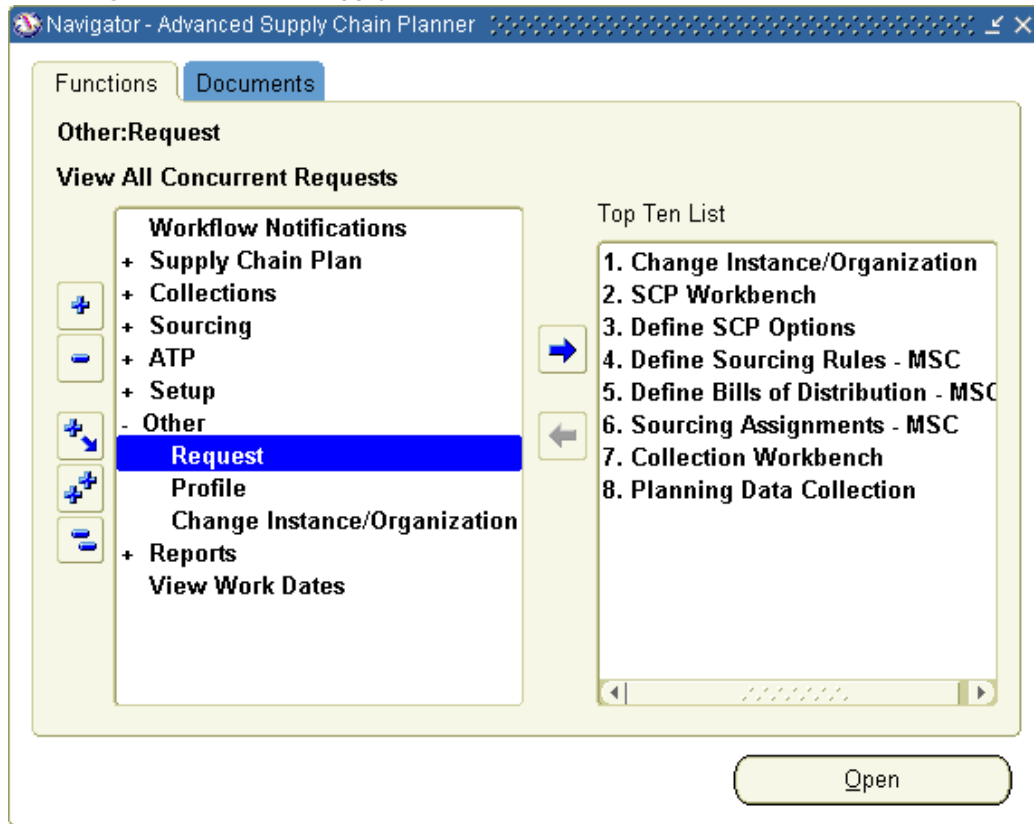 Navigator - Advanced Supply Chain Planner
Functions
Documents
Other:Request
View All Concurrent Requests
Workflow Notifications
+ Supply Chain Plan
+ Collections
+ Sourcing
+ ATP
+ Setup
- Other
Request
Profile
Change Instance/Organization
+ Reports
View Work Dates
Top Ten List
1. Change Instance/Organization
2. SCP Workbench
3. Define SCP Options
4. Define Sourcing Rules - MSC
5. Define Bills of Distribution - MSC
6. Sourcing Assignments - MSC
7. Collection Workbench
8. Planning Data Collection
Open